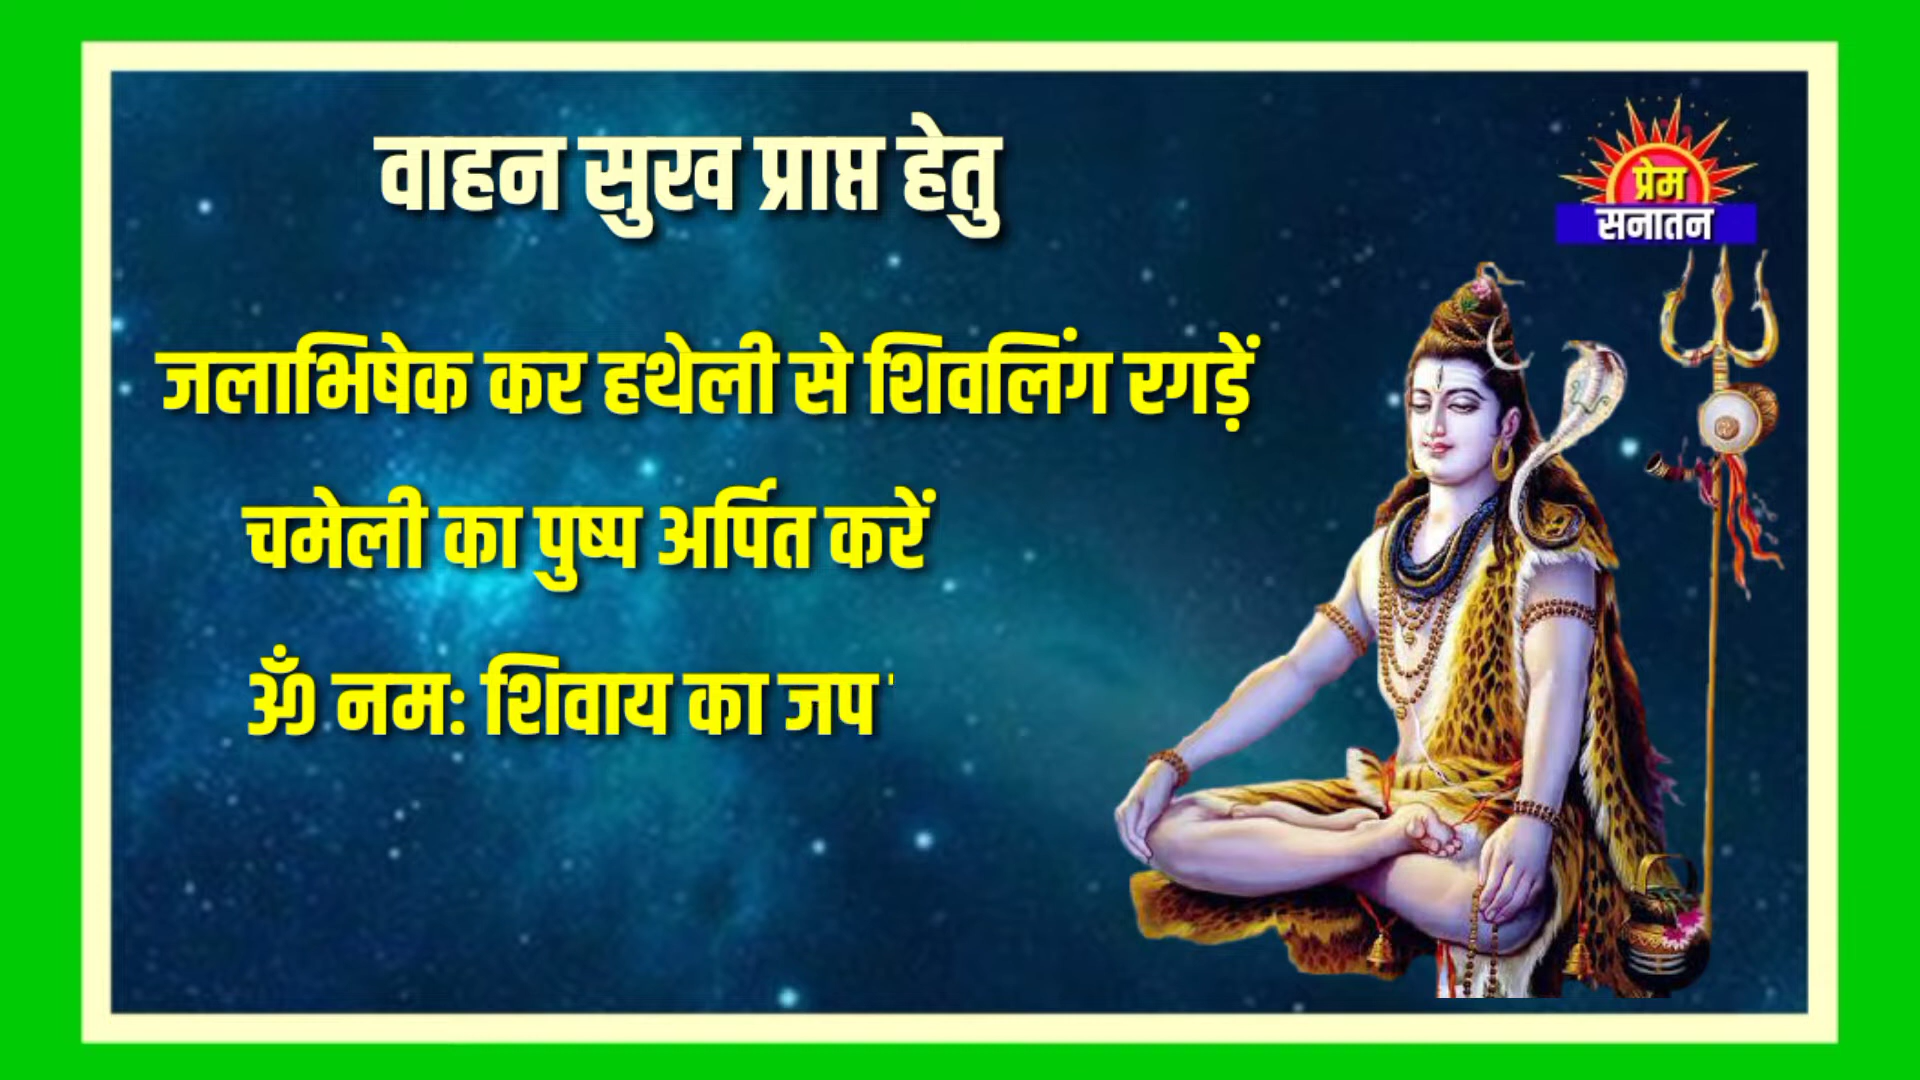 वाहन सुख प्राप्त हेतु
प्रेम
सनातन
जलाभिषेक कर हथेली से शिवलिंग रगड़ें
चमेली का पुष्प अर्पित करें
ॐ नम: शिवाय का जप